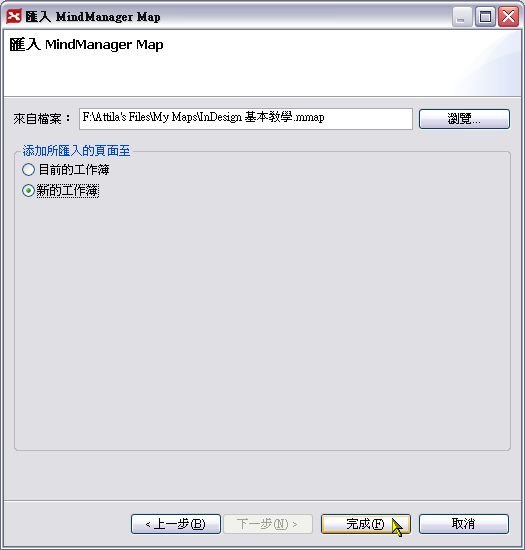 匯入 MindManager Map
匯入 MindManager Map
來自檔案： F:\Attila's Files\My Maps\InDesign 基本教學.mmap 瀏覽...
添加所匯入的頁面至
目前的工作簿
新的工作簿
< 上一步(B) 下一步(N) > 完成(F) 取消